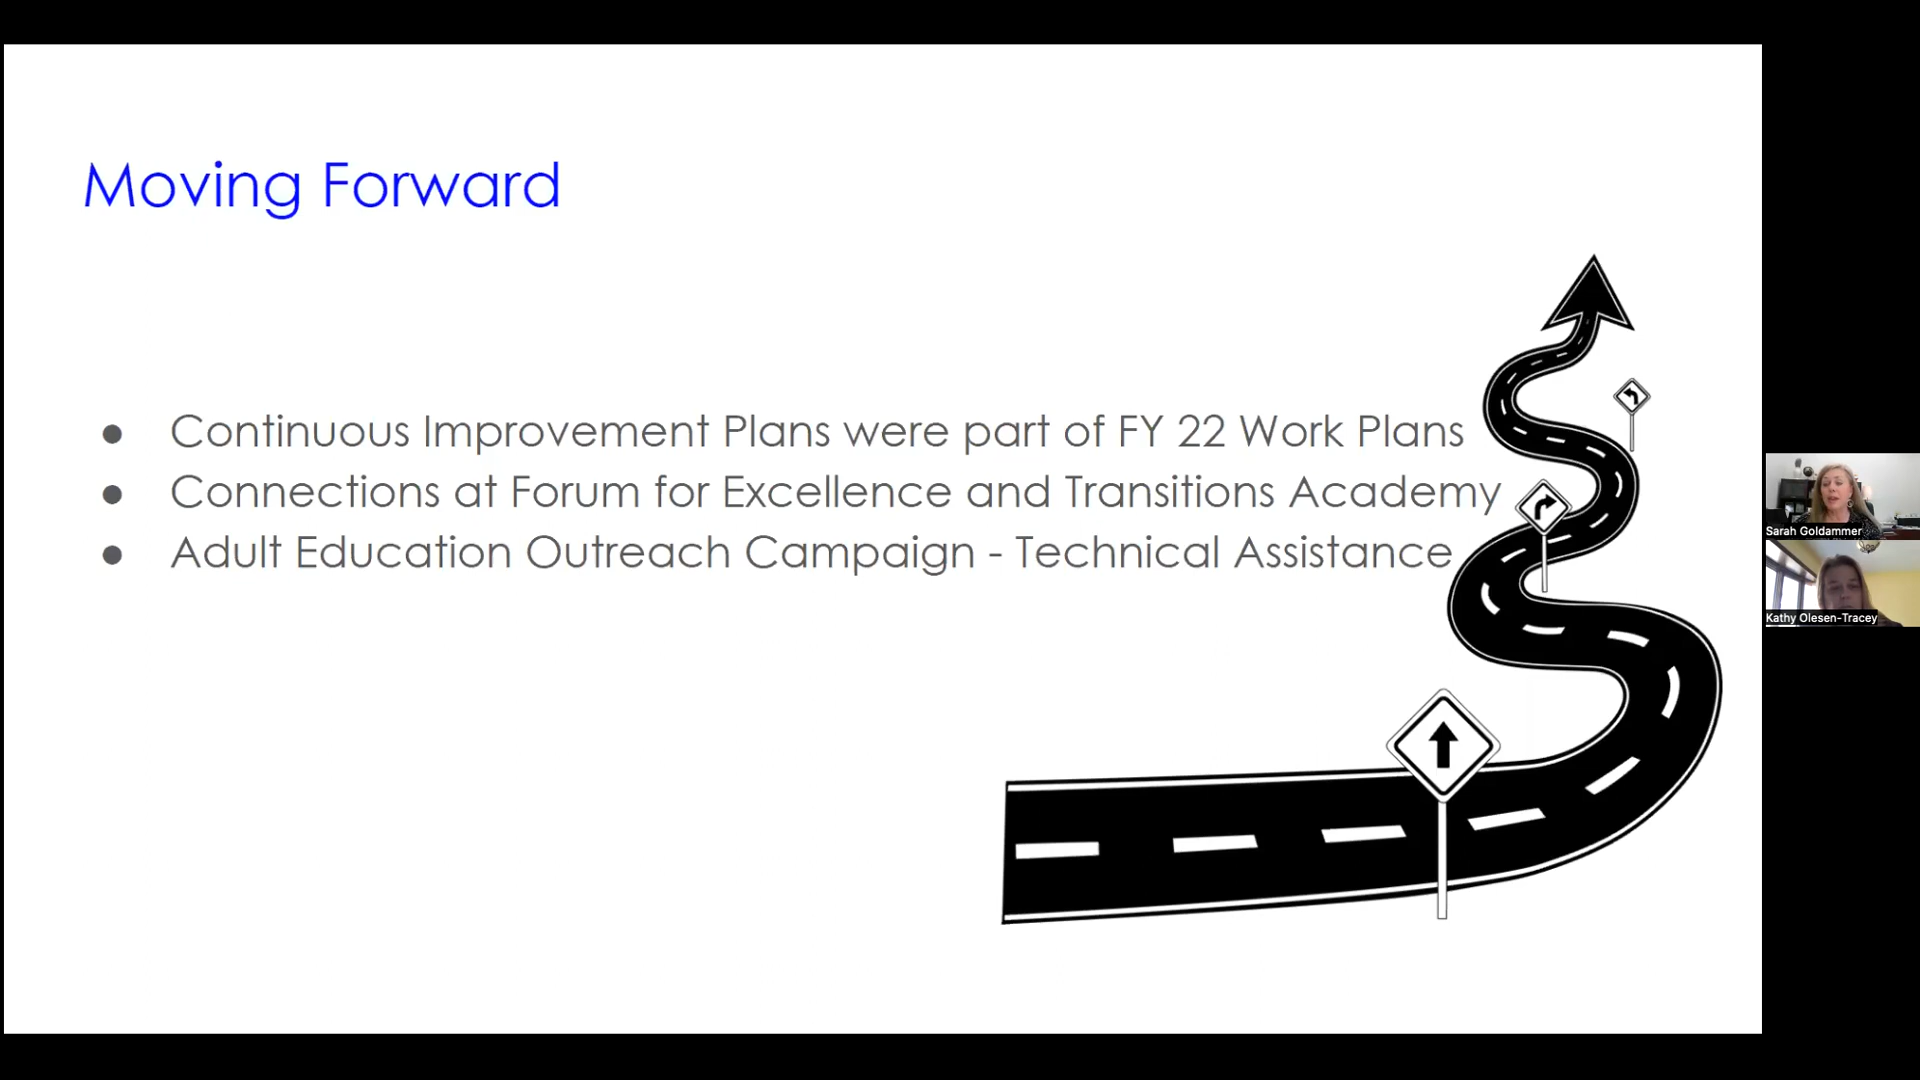 Moving Forward
● Continuous Improvement Plans were part of FY 22 Work Plans
● Connections at Forum for Excellence and Transitions Academy
● Adult Education Outreach Campaign - Technical Assistance
Sarah Goldammer
Kathy Olesen-Tracey